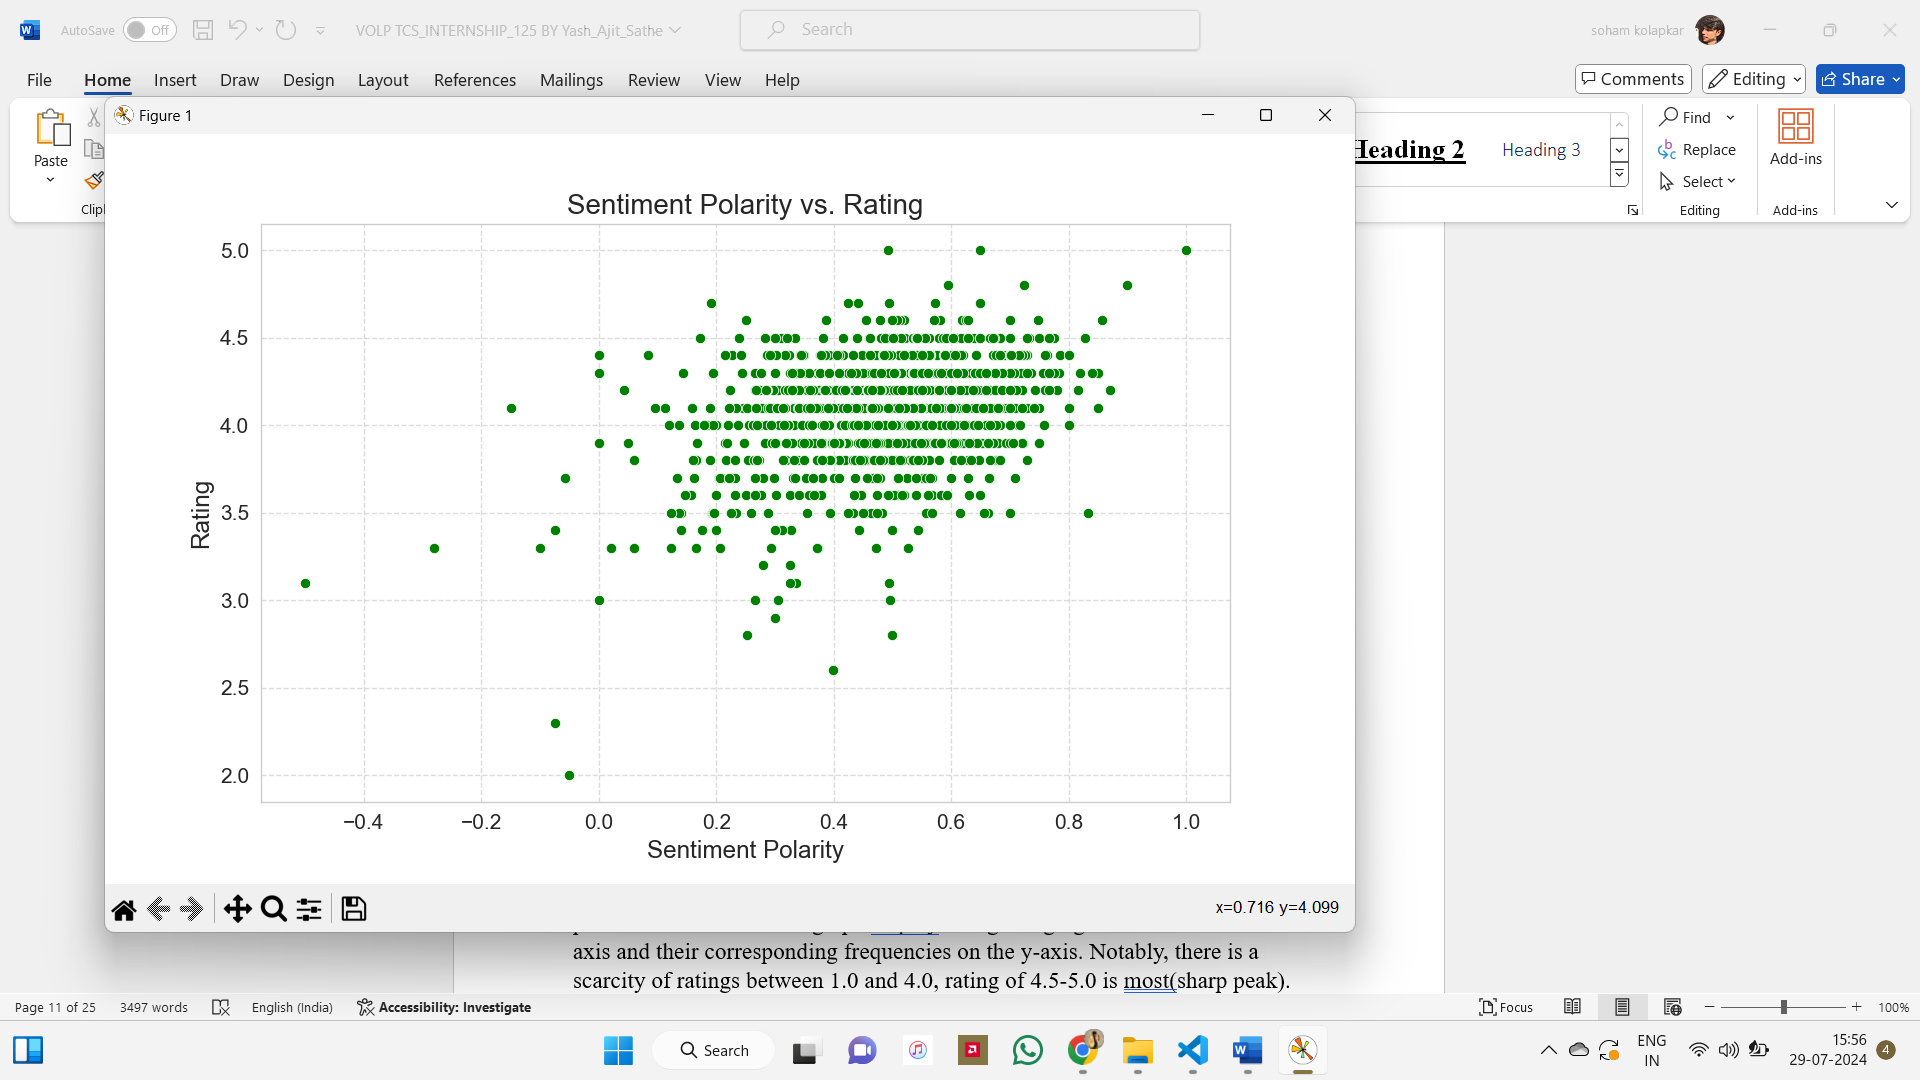 AutoSave Off VOLP TCS_INTERNSHIP_125 BY Yash_Ajit_Sathe Search soham kolapkar
File Home Insert Draw Design Layout References Mailings Review View Help Comments Editing Share
Paste
Figure 1
Heading 2 Heading 3
Find
Replace
Select
Editing
Add-ins
Add-ins
Sentiment Polarity vs. Rating
5.0
4.5
4.0
3.5
3.0
2.5
2.0
Rating
−0.4 −0.2 0.0 0.2 0.4 0.6 0.8 1.0
Sentiment Polarity
x=0.716 y=4.099
axis and their corresponding frequencies on the y-axis. Notably, there is a
scarcity of ratings between 1.0 and 4.0, rating of 4.5-5.0 is most(sharp peak).
Page 11 of 25 3497 words English (India) Accessibility: Investigate Focus 100%
Search
ENG
IN
15:56
29-07-2024
4